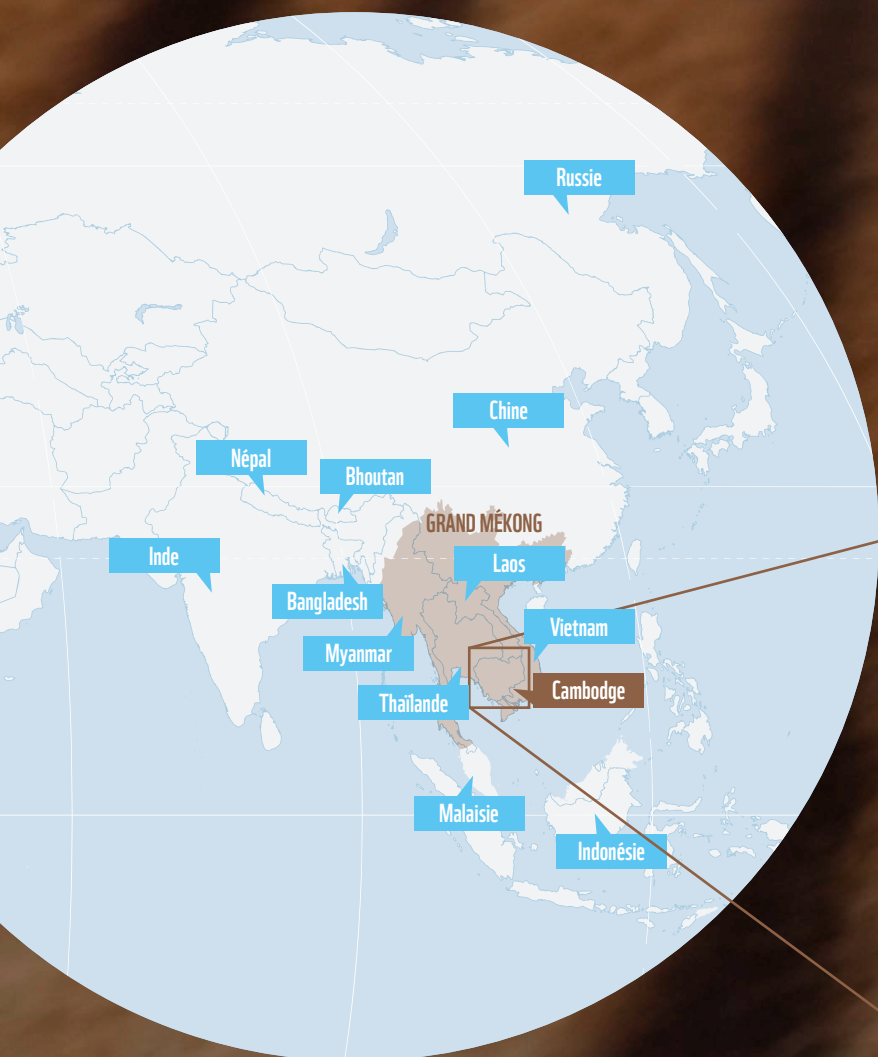 Russie
Chine
Népal
Bhoutan
GRAND MÉKONG
Inde
Laos
Bangladesh
Vietnam
Myanmar
Cambodge
Thaïlande
Malaisie
Indonésie